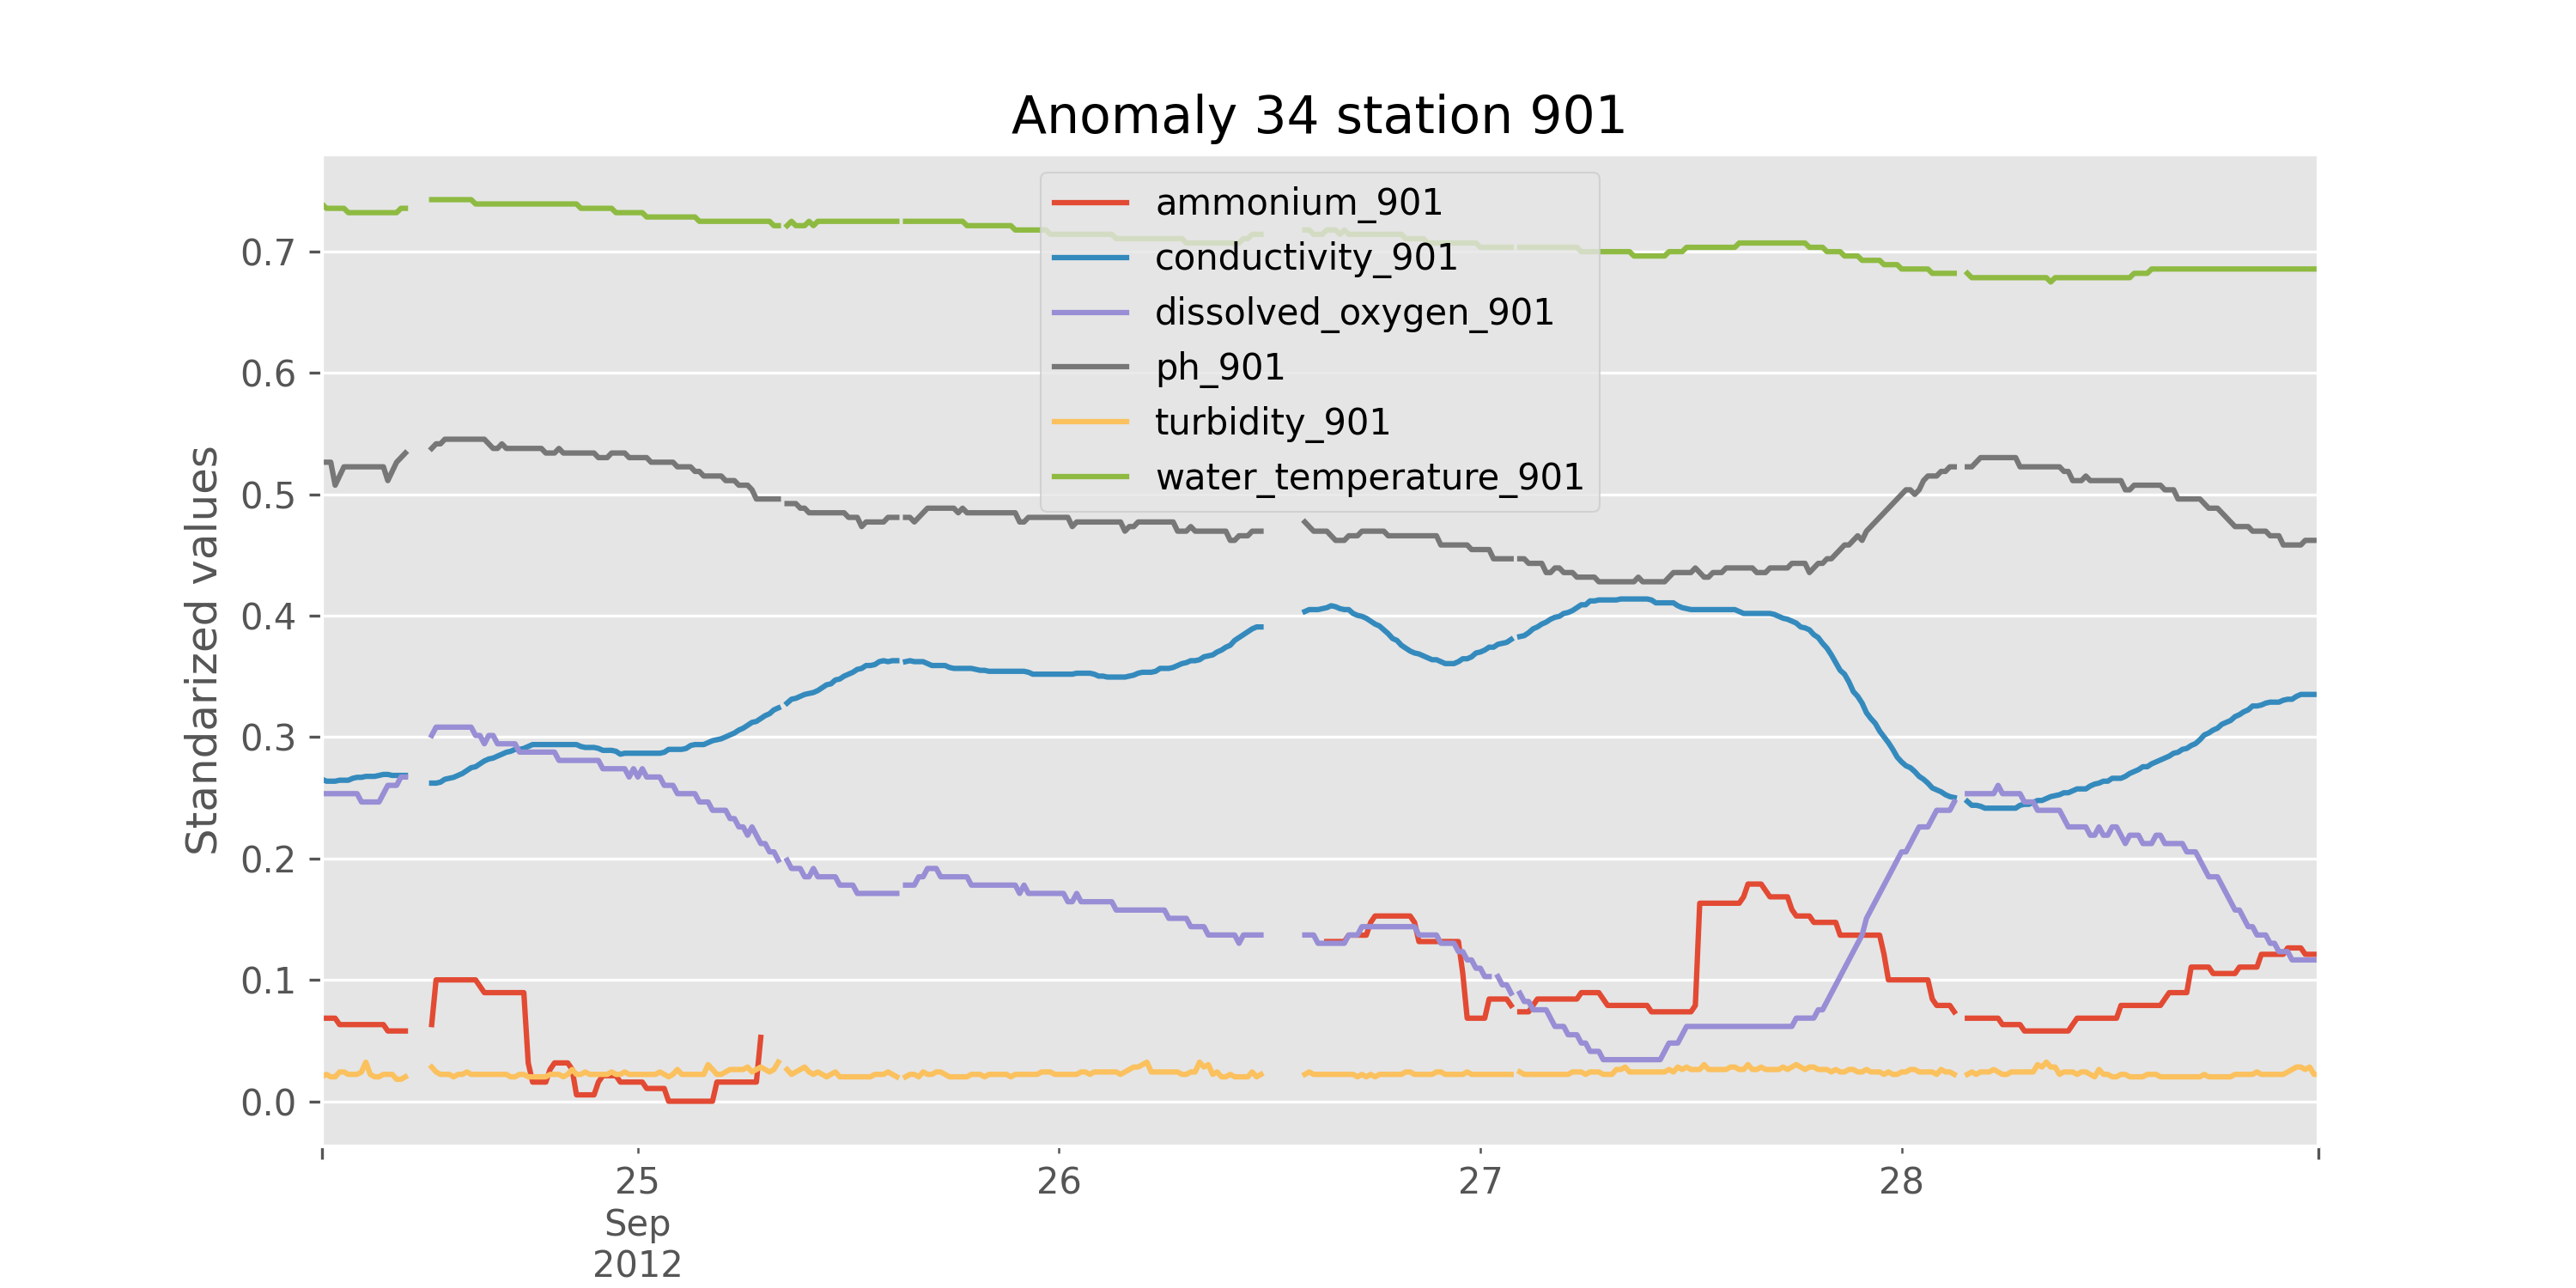 Anomaly 34 station 901
ammonium_901
conductivity_901
dissolved_oxygen_901
ph_901
turbidity_901
water_temperature_901
Standarized values
0.7
0.6
0.5
0.4
0.3
0.2
0.1
0.0
25 26 27 28
Sep
2012